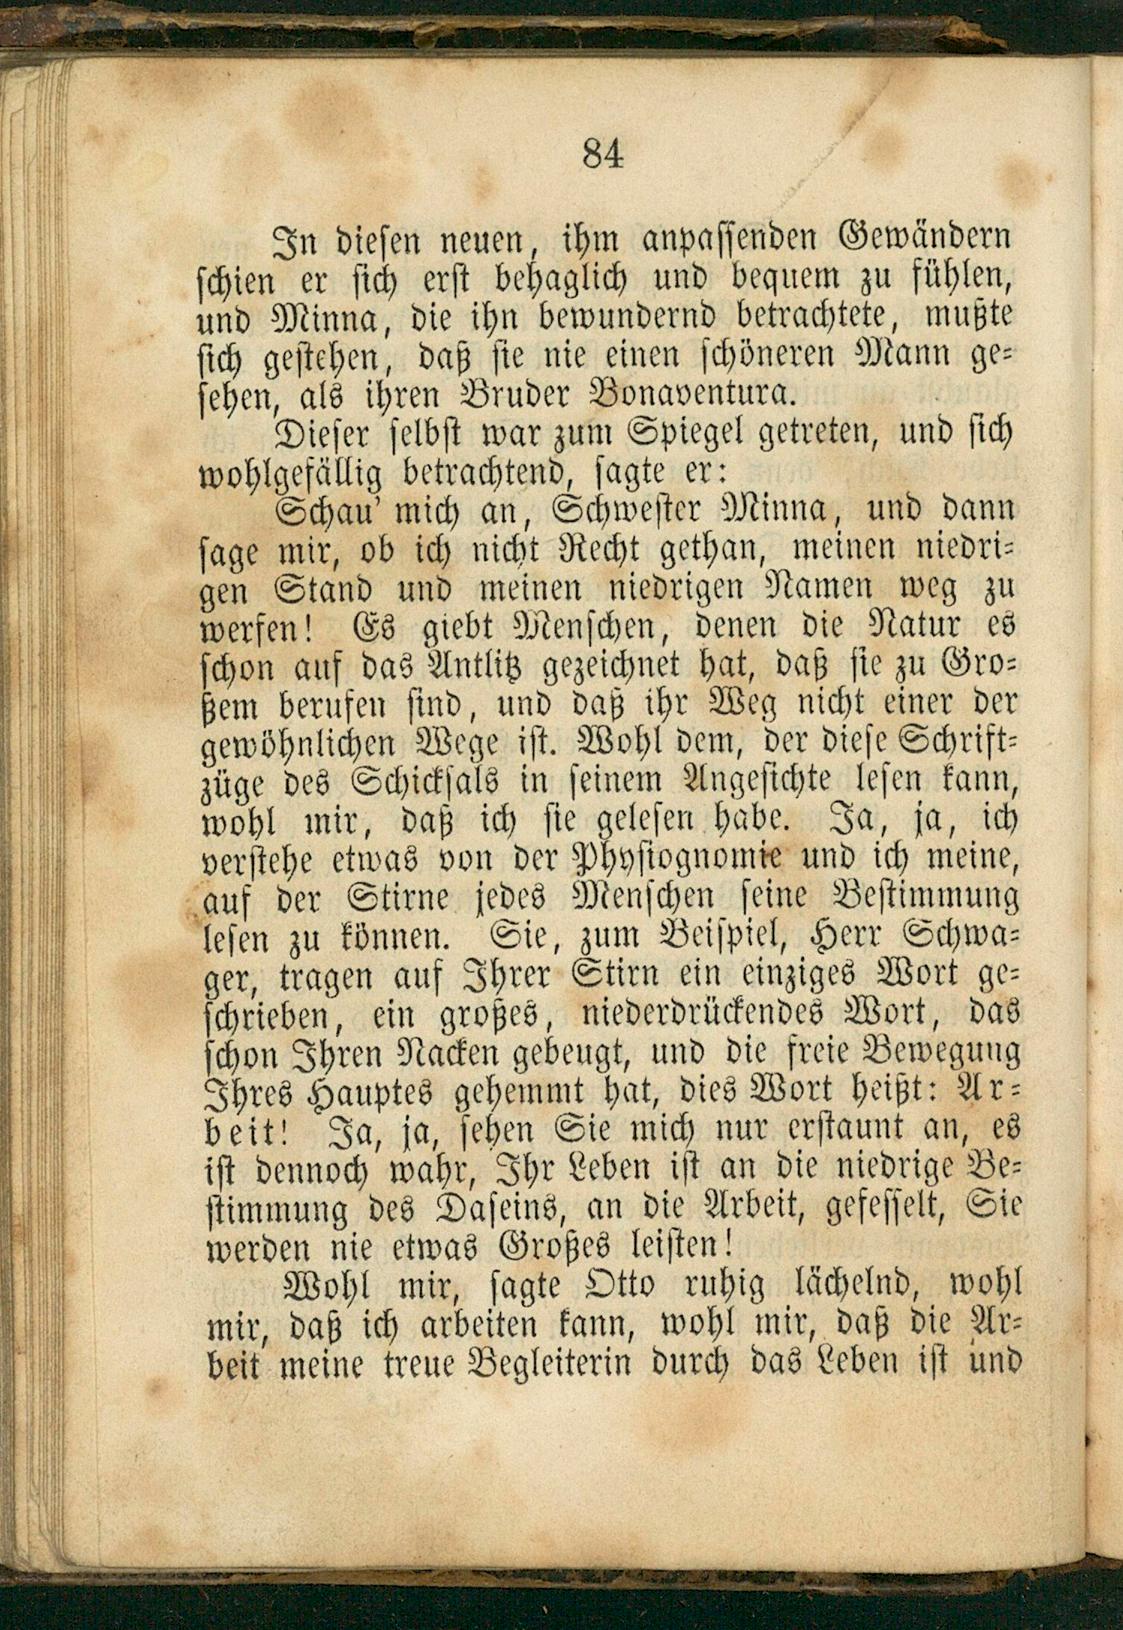 84
In diesen neuen, ihm anpassenden Gewändern
schien er sich erst behaglich und bequem zu fühlen,
und Minna, die ihn bewundernd betrachtete, mußte
sich gestehen, daß sie nie einen schöneren Mann ge-
sehen, als ihren Bruder Bonaventura.
Dieser selbst war zum Spiegel getreten, und sich
wohlgefällig betrachtend, sagte er:
Schau' mich an, Schwester Minna, und dann
sage mir, ob ich nicht Recht gethan, meinen niedri-
gen Stand und meinen niedrigen Namen weg zu
werfen! Es giebt Menschen, denen die Natur es
schon auf das Antlitz gezeichnet hat, daß sie zu Gro-
ßem berufen sind, und daß ihr Weg nicht einer der
gewöhnlichen Wege ist. Wohl dem, der diese Schrift-
züge des Schicksals in seinem Angesichte lesen kann,
wohl mir, daß ich sie gelesen habe. Ja, ja, ich
verstehe etwas von der Physiognomie und ich meine,
auf der Stirne jedes Menschen seine Bestimmung
lesen zu können. Sie, zum Beispiel, Herr Schwa-
ger, tragen auf Ihrer Stirn ein einziges Wort ge-
schrieben, ein großes, niederdrückendes Wort, das
schon Ihren Nacken gebeugt, und die freie Bewegung
Ihres Hauptes gehemmt hat, dies Wort heißt: Ar-
beit! Ja, ja, sehen Sie mich nur erstaunt an, es
ist dennoch wahr, Ihr Leben ist an die niedrige Be-
stimmung des Daseins, an die Arbeit, gefesselt, Sie
werden nie etwas Großes leisten!
Wohl mir, sagte Otto ruhig lächelnd, wohl
mir, daß ich arbeiten kann, wohl mir, daß die Ar-
beit meine treue Begleiterin durch das Leben ist und